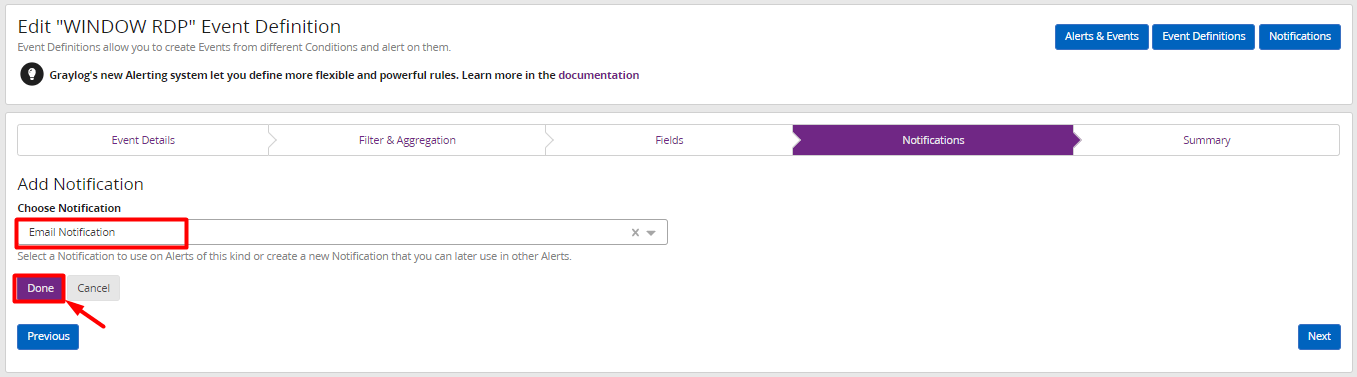 Edit "WINDOW RDP" Event Definition
Event Definitions allow you to create Events from different Conditions and alert on them.
Alerts & Events
Event Definitions
Notifications
Graylog's new Alerting system let you define more flexible and powerful rules. Learn more in the documentation
Event Details
Filter & Aggregation
Fields
Notifications
Summary
Add Notification
Choose Notification
Email Notification
Select a Notification to use on Alerts of this kind or create a new Notification that you can later use in other Alerts.
Done
Cancel
Previous
Next